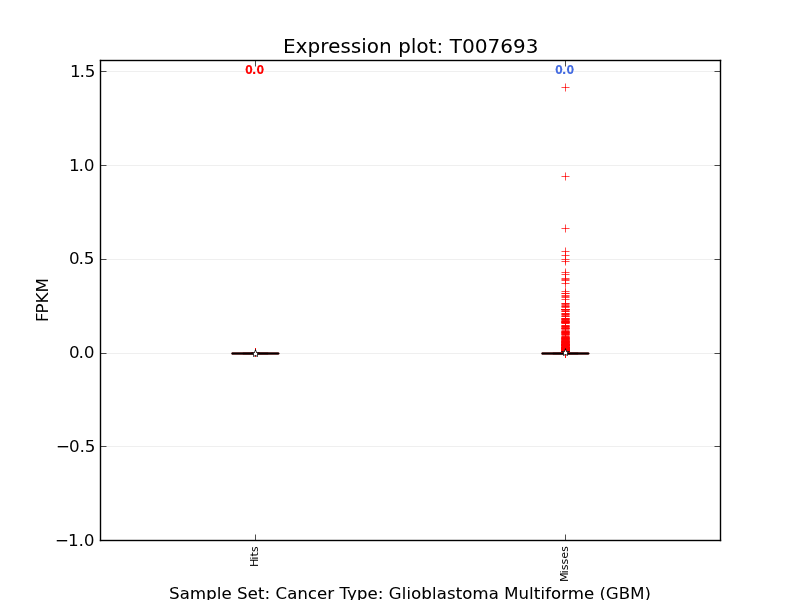 Expression plot: T007693
0.0 0.0
1.5
1.0
0.5
0.0
−0.5
−1.0
FPKM
Hits Misses
Sample Set: Cancer Type: Glioblastoma Multiforme (GBM)